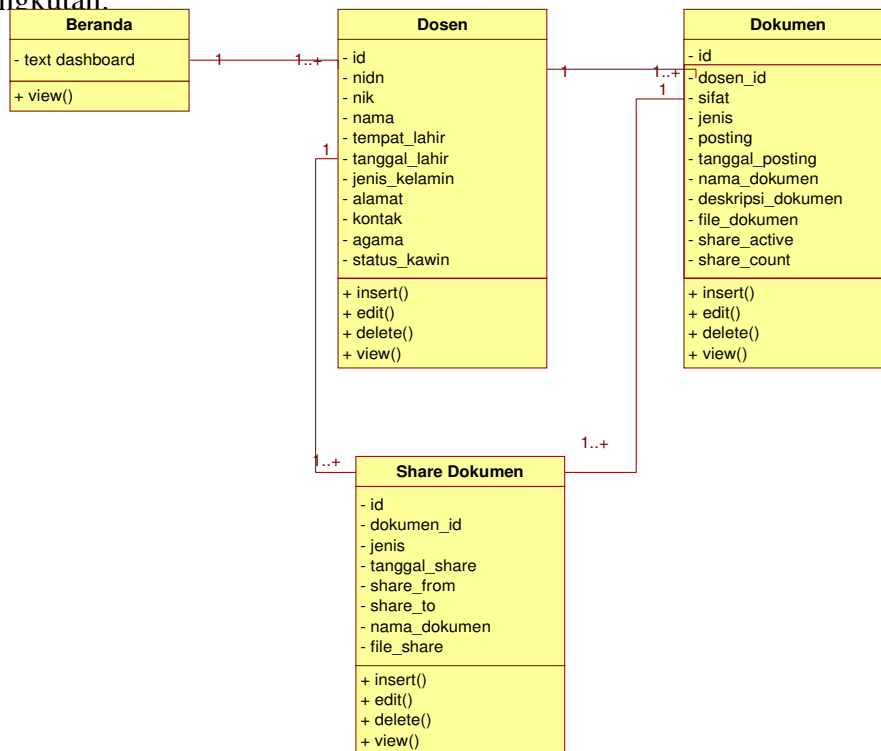 ngkutan.
Beranda
- text dashboard
+ view()
1
1..+
Dosen
- id
- nidn
- nik
- nama
- tempat_lahir
- tanggal_lahir
- jenis_kelamin
- alamat
- kontak
- agama
- status_kawin
+ insert()
+ edit()
+ delete()
+ view()
1
1..+
1
Dokumen
- id
- dosen_id
- sifat
- jenis
- posting
- tanggal_posting
- nama_dokumen
- deskripsi_dokumen
- file_dokumen
- share_active
- share_count
+ insert()
+ edit()
+ delete()
+ view()
1
1..+
1..+
Share Dokumen
- id
- dokumen_id
- jenis
- tanggal_share
- share_from
- share_to
- nama_dokumen
- file_share
+ insert()
+ edit()
+ delete()
+ view()